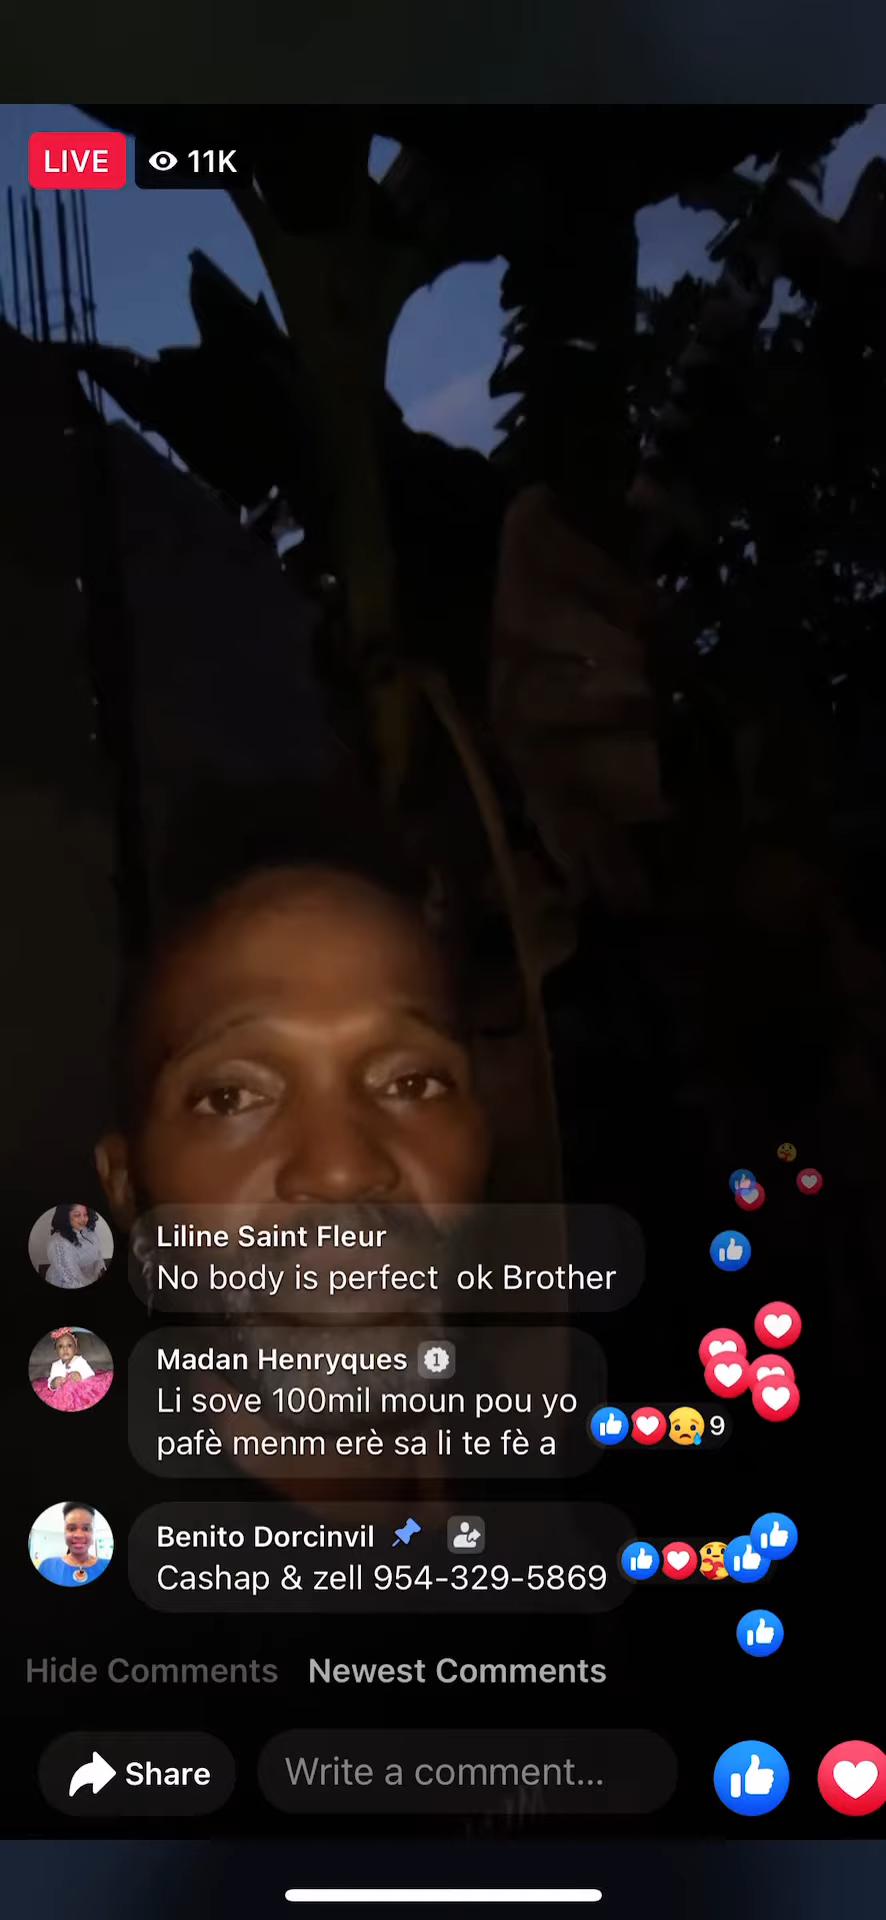 LIVE 11K
Liline Saint Fleur
No body is perfect ok Brother
Madan Henryques
Li sove 100mil moun pou yo
pafè menm erè sa li te fè a
9
Benito Dorcinvil
Cashap & zell 954-329-5869
Hide Comments Newest Comments
Share Write a comment...